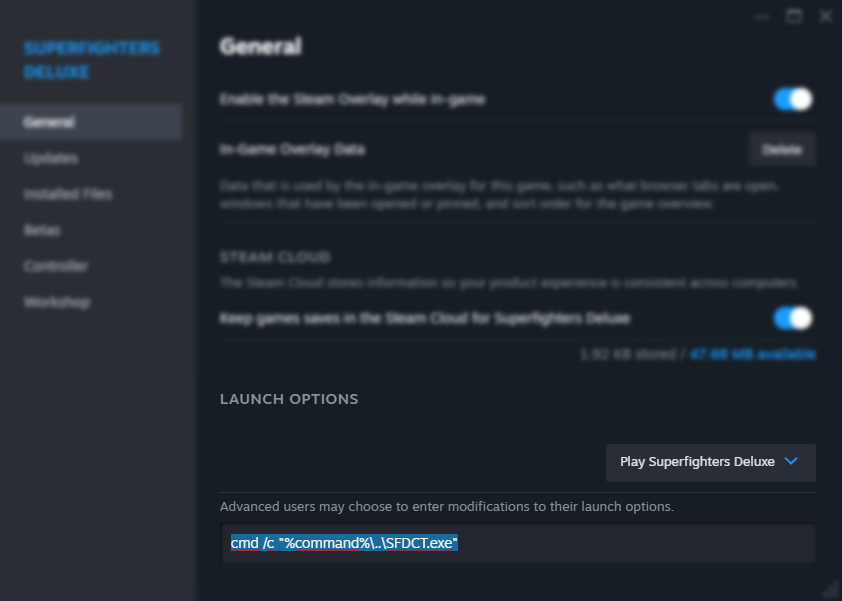 SUPERFIGHTERS
DELUXE
General
General
Updates
Installed Files
Betas
Controller
Workshop
Enable the Steam Overlay while in-game
In-Game Overlay Data
Delete
Data that is used by the in-game overlay for this game, such as what browser tabs are open,
windows that have been opened or pinned, and sort order for the game overview.
STEAM CLOUD
The Steam Cloud stores information so your product experience is consistent across computers.
Keep games saves in the Steam Cloud for Superfighters Deluxe
1.92 KB stored / 47.68 MB available
LAUNCH OPTIONS
Play Superfighters Deluxe
Advanced users may choose to enter modifications to their launch options.
cmd /c "%command%\..\SFDCT.exe"